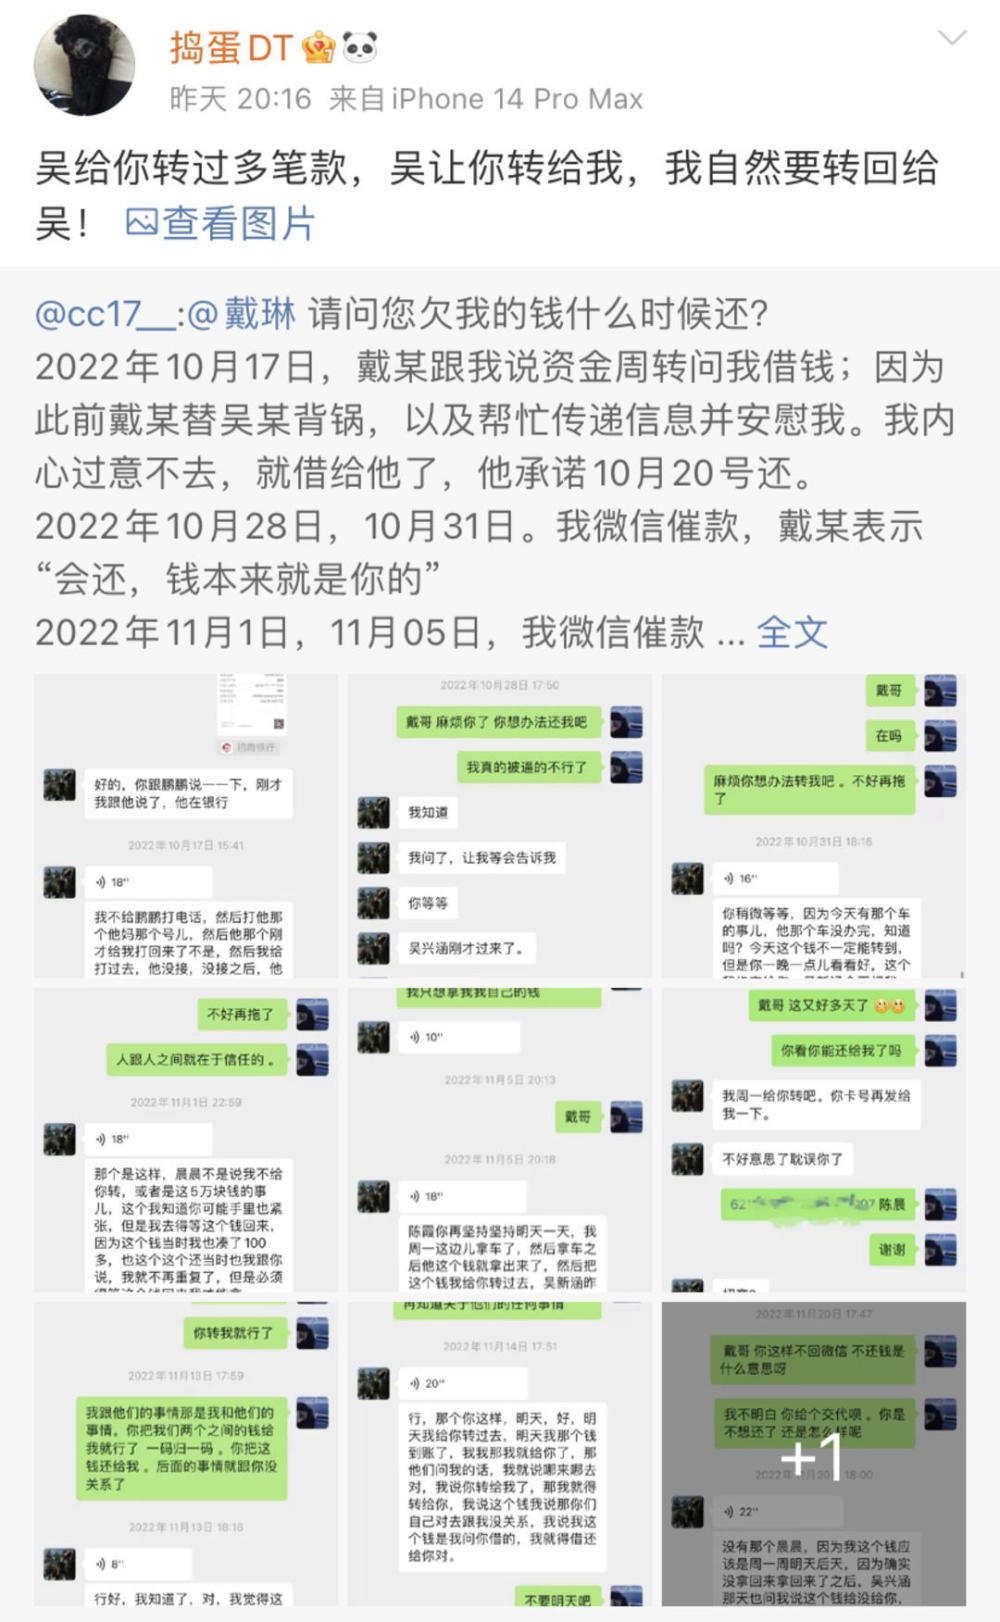 捣蛋DT
昨天 20:16 来自iPhone 14 Pro Max
吴给你转过多笔款，吴让你转给我，我自然要转回给
吴！ 查看图片
@cc17__:@戴琳 请问您欠我的钱什么时候还?
2022年10月17日，戴某跟我说资金周转问我借钱；因为
此前戴某替吴某背锅，以及帮忙传递信息并安慰我。我内
心过意不去，就借给他了，他承诺10月20号还。
2022年10月28日，10月31日。我微信催款，戴某表示
“会还，钱本来就是你的”
2022年11月1日，11月05日，我微信催款 ... 全文
招商银行
好的，你跟鹏鹏说一一下，刚才
我跟他说了，他在银行
2022年10月17日 15:41
18"
我不给鹏鹏打电话，然后打他那
个他妈那个号儿，然后他那个刚
才给我打回来了不是，然后我给
打过去，他没接，没接之后，他
2022年10月28日 17:50
戴哥 麻烦你了 你想办法还我吧
我真的被逼的不行了
我知道
我问了，让我等会告诉我
你等等
吴兴涵刚才过来了。
戴哥
在吗
麻烦你想办法转我吧 。不好再拖
了
2022年10月31日 18:16
16"
你稍微等等，因为今天有那个车
的事儿，他那个车没办完，知道
吗？今天这个钱不一定能转到，
但是你一晚一点儿看看好，这个
不好再拖了
人跟人之间就在于信任的 。
2022年11月1日 22:59
18"
那个是这样，晨晨不是说我不给
你转，或者是这5万块钱的事
儿，这个我知道你可能手里也紧
张，但是我去得等这个钱回来，
因为这个钱当时我也凑了100
多，也这个这个还当时也我跟你
说，我就不再重复了，但是必须
我只想拿我我自己的钱
10"
2022年11月5日 20:13
戴哥
2022年11月5日 20:18
18"
陈霞你再坚持坚持明天一天，我
周一这边儿拿车了，然后拿车之
后他这个钱就拿出来了，然后把
这个钱我给你转过去，吴新涵昨
戴哥 这又好多天了
你看你能还给我了吗
我周一给你转吧。你卡号再发给
我一下。
不好意思了耽误你了
陈晨
谢谢
你转我就行了
2022年11月13日 17:59
我跟他们的事情那是我和他们的
事情。你把我们两个之间的钱给
我就行了 一码归一码 。你把这
钱还给我 。后面的事情就跟你没
关系了
2022年11月13日 18:18
8"
行好，我知道了，对，我觉得这
再知道关于他们的任何事情
2022年11月14日 17:51
20"
行，那个你这样，明天，好，明
天我给你转过去，明天我那个钱
到账了，我我那我就给你了，那
他们问我的话，我就说哪来哪去
对，我说你转给我了，那我就得
转给你，我说这个钱我说那你们
自己对去跟我没关系，我说我这
个钱是我问你借的，我就得借还
给你对。
不要明天吧
2022年11月20日 17:47
戴哥 你这样不回微信 不还钱是
什么意思呀
我不明白 你给个交代呗 。你是
不想还了 还是怎么样呢
+1
18:00
22"
没有那个晨晨，因为我这个钱应
该是周一周明天后天，因为确实
没拿回来拿回来了之后，吴兴涵
那天也问我说这个钱给没给你，